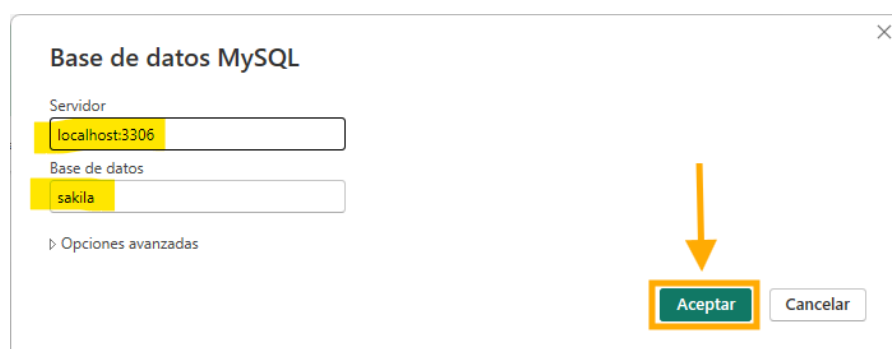 Base de datos MySQL
Servidor
localhost:3306
Base de datos
sakila
Opciones avanzadas
Aceptar Cancelar